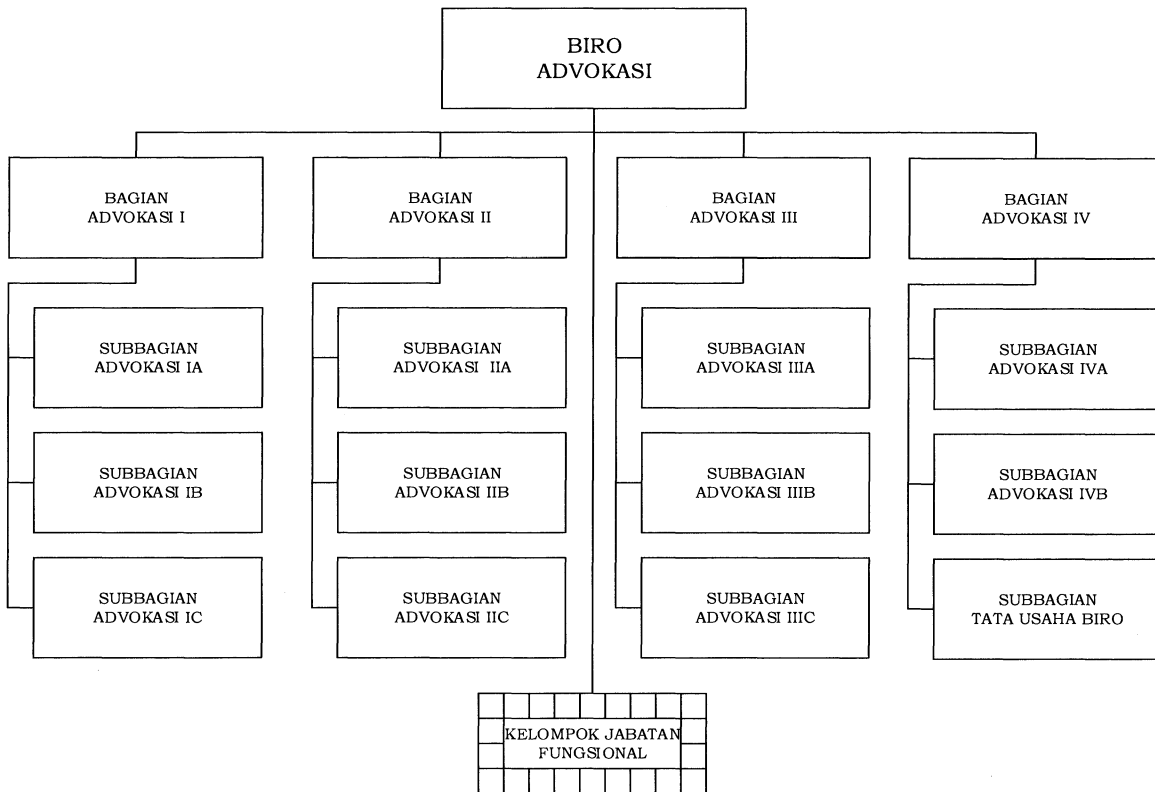 BIRO
ADVOKASI
BAGIAN
ADVOKASI I
BAGIAN
ADVOKASI II
BAGIAN
ADVOKASI III
BAGIAN
ADVOKASI IV
SUBBAGIAN
ADVOKASI IA
SUBBAGIAN
ADVOKASI IIA
SUBBAGIAN
ADVOKASI IIIA
SUBBAGIAN
ADVOKASI IVA
SUBBAGIAN
ADVOKASI IB
SUBBAGIAN
ADVOKASI IIB
SUBBAGIAN
ADVOKASI IIIB
SUBBAGIAN
ADVOKASI IVB
SUBBAGIAN
ADVOKASI IC
SUBBAGIAN
ADVOKASI IIC
SUBBAGIAN
ADVOKASI IIIC
SUBBAGIAN
TATA USAHA BIRO
KELOMPOK JABATAN
FUNGSIONAL